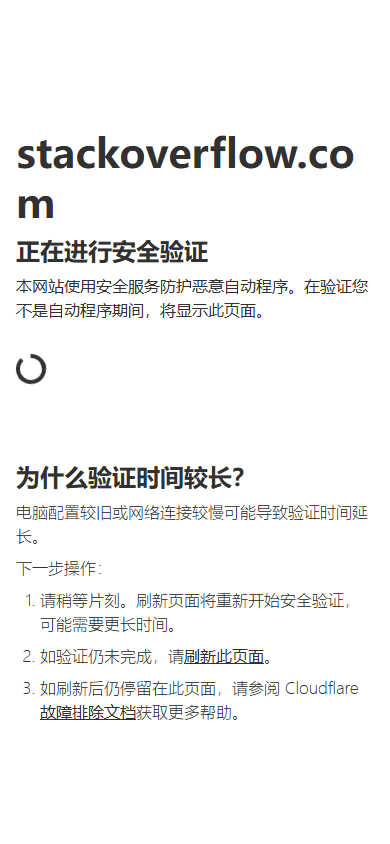 stackoverflow.co
m
正在进行安全验证
本网站使用安全服务防护恶意自动程序。在验证您
不是自动程序期间，将显示此页面。
为什么验证时间较长？
电脑配置较旧或网络连接较慢可能导致验证时间延
长。
下一步操作：
1. 请稍等片刻。刷新页面将重新开始安全验证，
可能需要更长时间。
2. 如验证仍未完成，请刷新此页面。
3. 如刷新后仍停留在此页面，请参阅 Cloudflare
故障排除文档获取更多帮助。